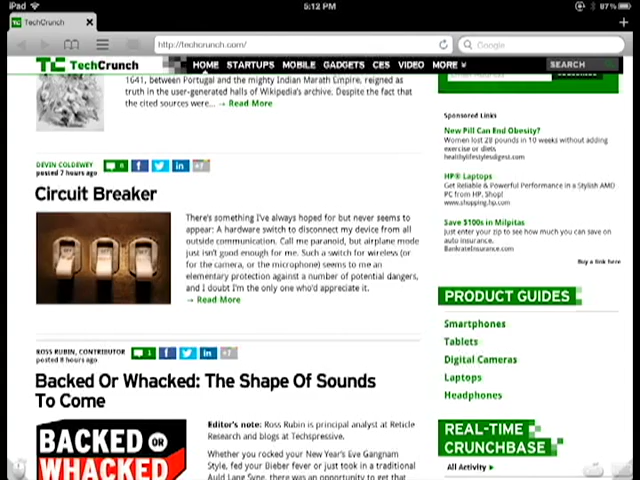 iPad
5:12 PM
87%
TechCrunch
http://techcrunch.com/
Google
TC TechCrunch
HOME STARTUPS MOBILE GADGETS CES VIDEO MORE
SEARCH
1641, between Portugal and the mighty Indian Marath Empire, reigned as
truth in the user-generated halls of Wikipedia's archive. Despite the fact that
the cited sources were... → Read More
DEVIN COLDEWEY
posted 7 hours ago
Circuit Breaker
There's something I've always hoped for but never seems to
appear: A hardware switch to disconnect my device from all
outside communication. Call me paranoid, but airplane mode
just isn't good enough for me. Such a switch for wireless (or
for the camera, or the microphone) seems to me an
elementary protection against a number of potential dangers,
and I doubt I'm the only one who'd appreciate it.
→ Read More
ROSS RUBIN, CONTRIBUTOR
posted 8 hours ago
1
Backed Or Whacked: The Shape Of Sounds
To Come
BACKED OR
WHACKED
Editor's note: Ross Rubin is principal analyst at Reticle
Research and blogs at Techspressive.
Whether you rocked your New Year's Eve Gangnam
Style, fed your Bieber fever or just took in a traditional
Auld Lang Syne, there was an opportunity to get that
Sponsored Links
New Pill Can End Obesity?
Women lost 28 pounds in 10 weeks without adding
exercise or diets
healthylifestylesdigest.com
HP® Laptops
Get Reliable & Powerful Performance in a Stylish AMD
PC from HP. Shop!
www.shopping.hp.com
Save $100s in Milpitas
Just enter your zip to see how much you can save on
auto insurance.
BankrateInsurance.com
Buy a link here
PRODUCT GUIDES
Smartphones
Tablets
Digital Cameras
Laptops
Headphones
REAL-TIME
CRUNCHBASE
All Activity